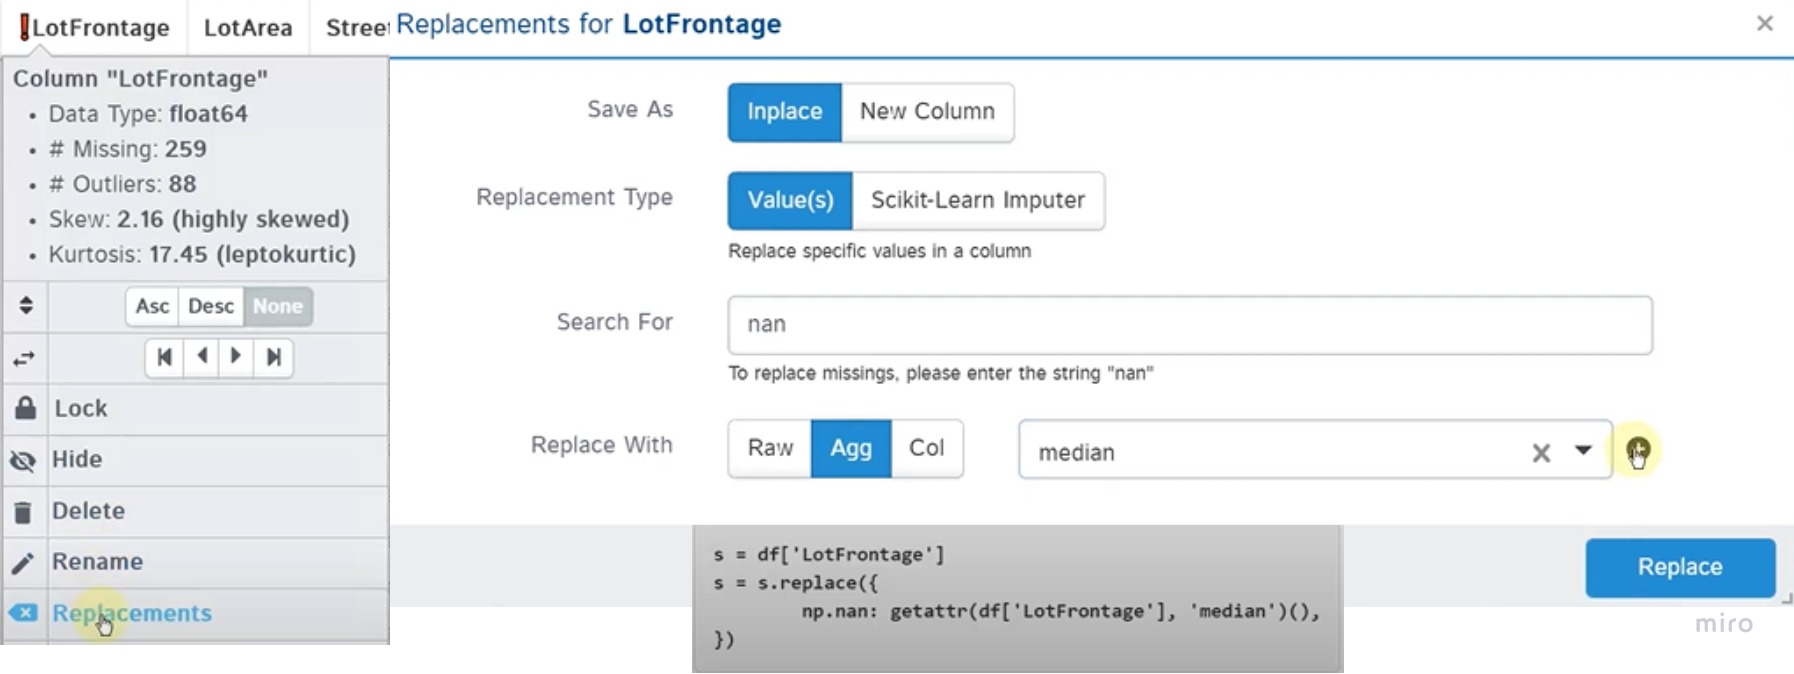 LotFrontage
LotArea
Street
Column "LotFrontage"
• Data Type: float64
• # Missing: 259
• # Outliers: 88
• Skew: 2.16 (highly skewed)
• Kurtosis: 17.45 (leptokurtic)
Asc Desc None
Lock
Hide
Delete
Rename
Replacements
Replacements for LotFrontage
Save As
Inplace New Column
Replacement Type
Value(s) Scikit-Learn Imputer
Replace specific values in a column
Search For
nan
To replace missings, please enter the string "nan"
Replace With
Raw Agg Col
median
s = df['LotFrontage']
s = s.replace({
np.nan: getattr(df['LotFrontage'], 'median')(),
})
Replace
miro